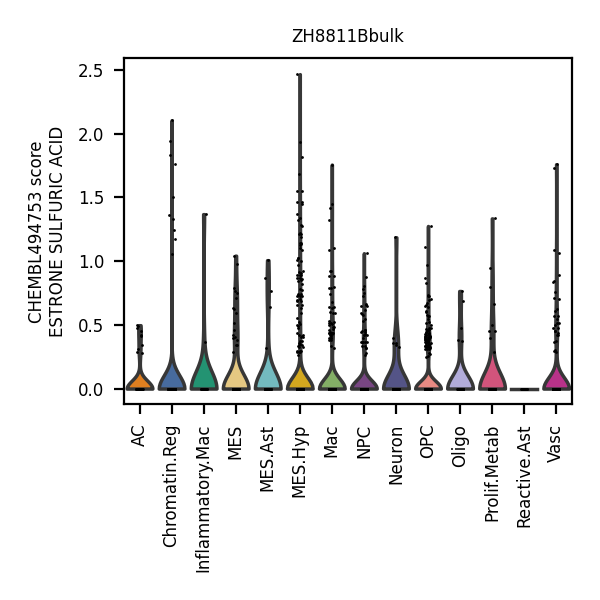 ZH8811Bbulk
CHEMBL494753 score
ESTRONE SULFURIC ACID
2.5
2.0
1.5
1.0
0.5
0.0
AC
Chromatin.Reg
Inflammatory.Mac
MES
MES.Ast
MES.Hyp
Mac
NPC
Neuron
OPC
Oligo
Prolif.Metab
Reactive.Ast
Vasc